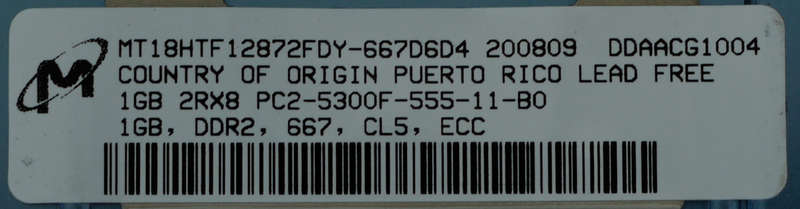 MT18HTF12872FDY-667D6D4 200809 DDAACG1004
COUNTRY OF ORIGIN PUERTO RICO LEAD FREE
1GB 2RX8 PC2-5300F-555-11-B0
1GB, DDR2, 667, CL5, ECC